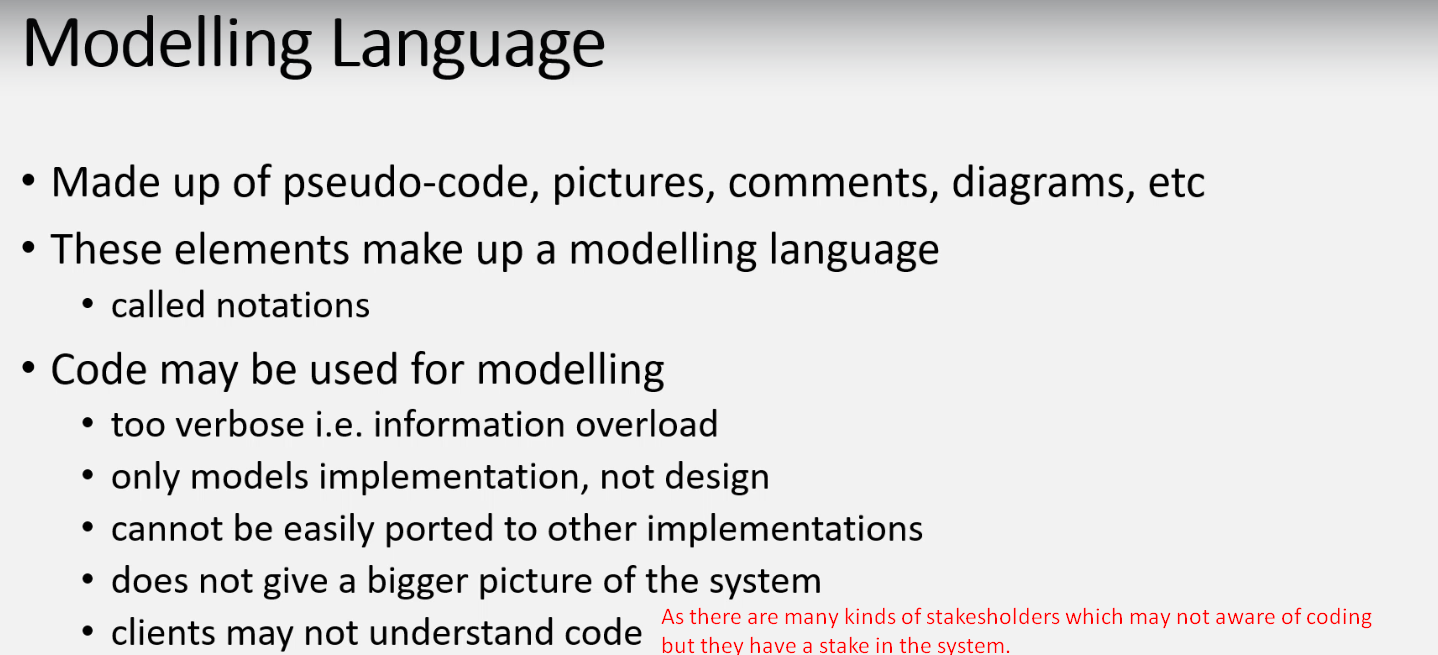 Modelling Language
• Made up of pseudo-code, pictures, comments, diagrams, etc
• These elements make up a modelling language
• called notations
• Code may be used for modelling
• too verbose i.e. information overload
• only models implementation, not design
• cannot be easily ported to other implementations
• does not give a bigger picture of the system
• clients may not understand code
As there are many kinds of stakesholders which may not aware of coding
but they have a stake in the system.